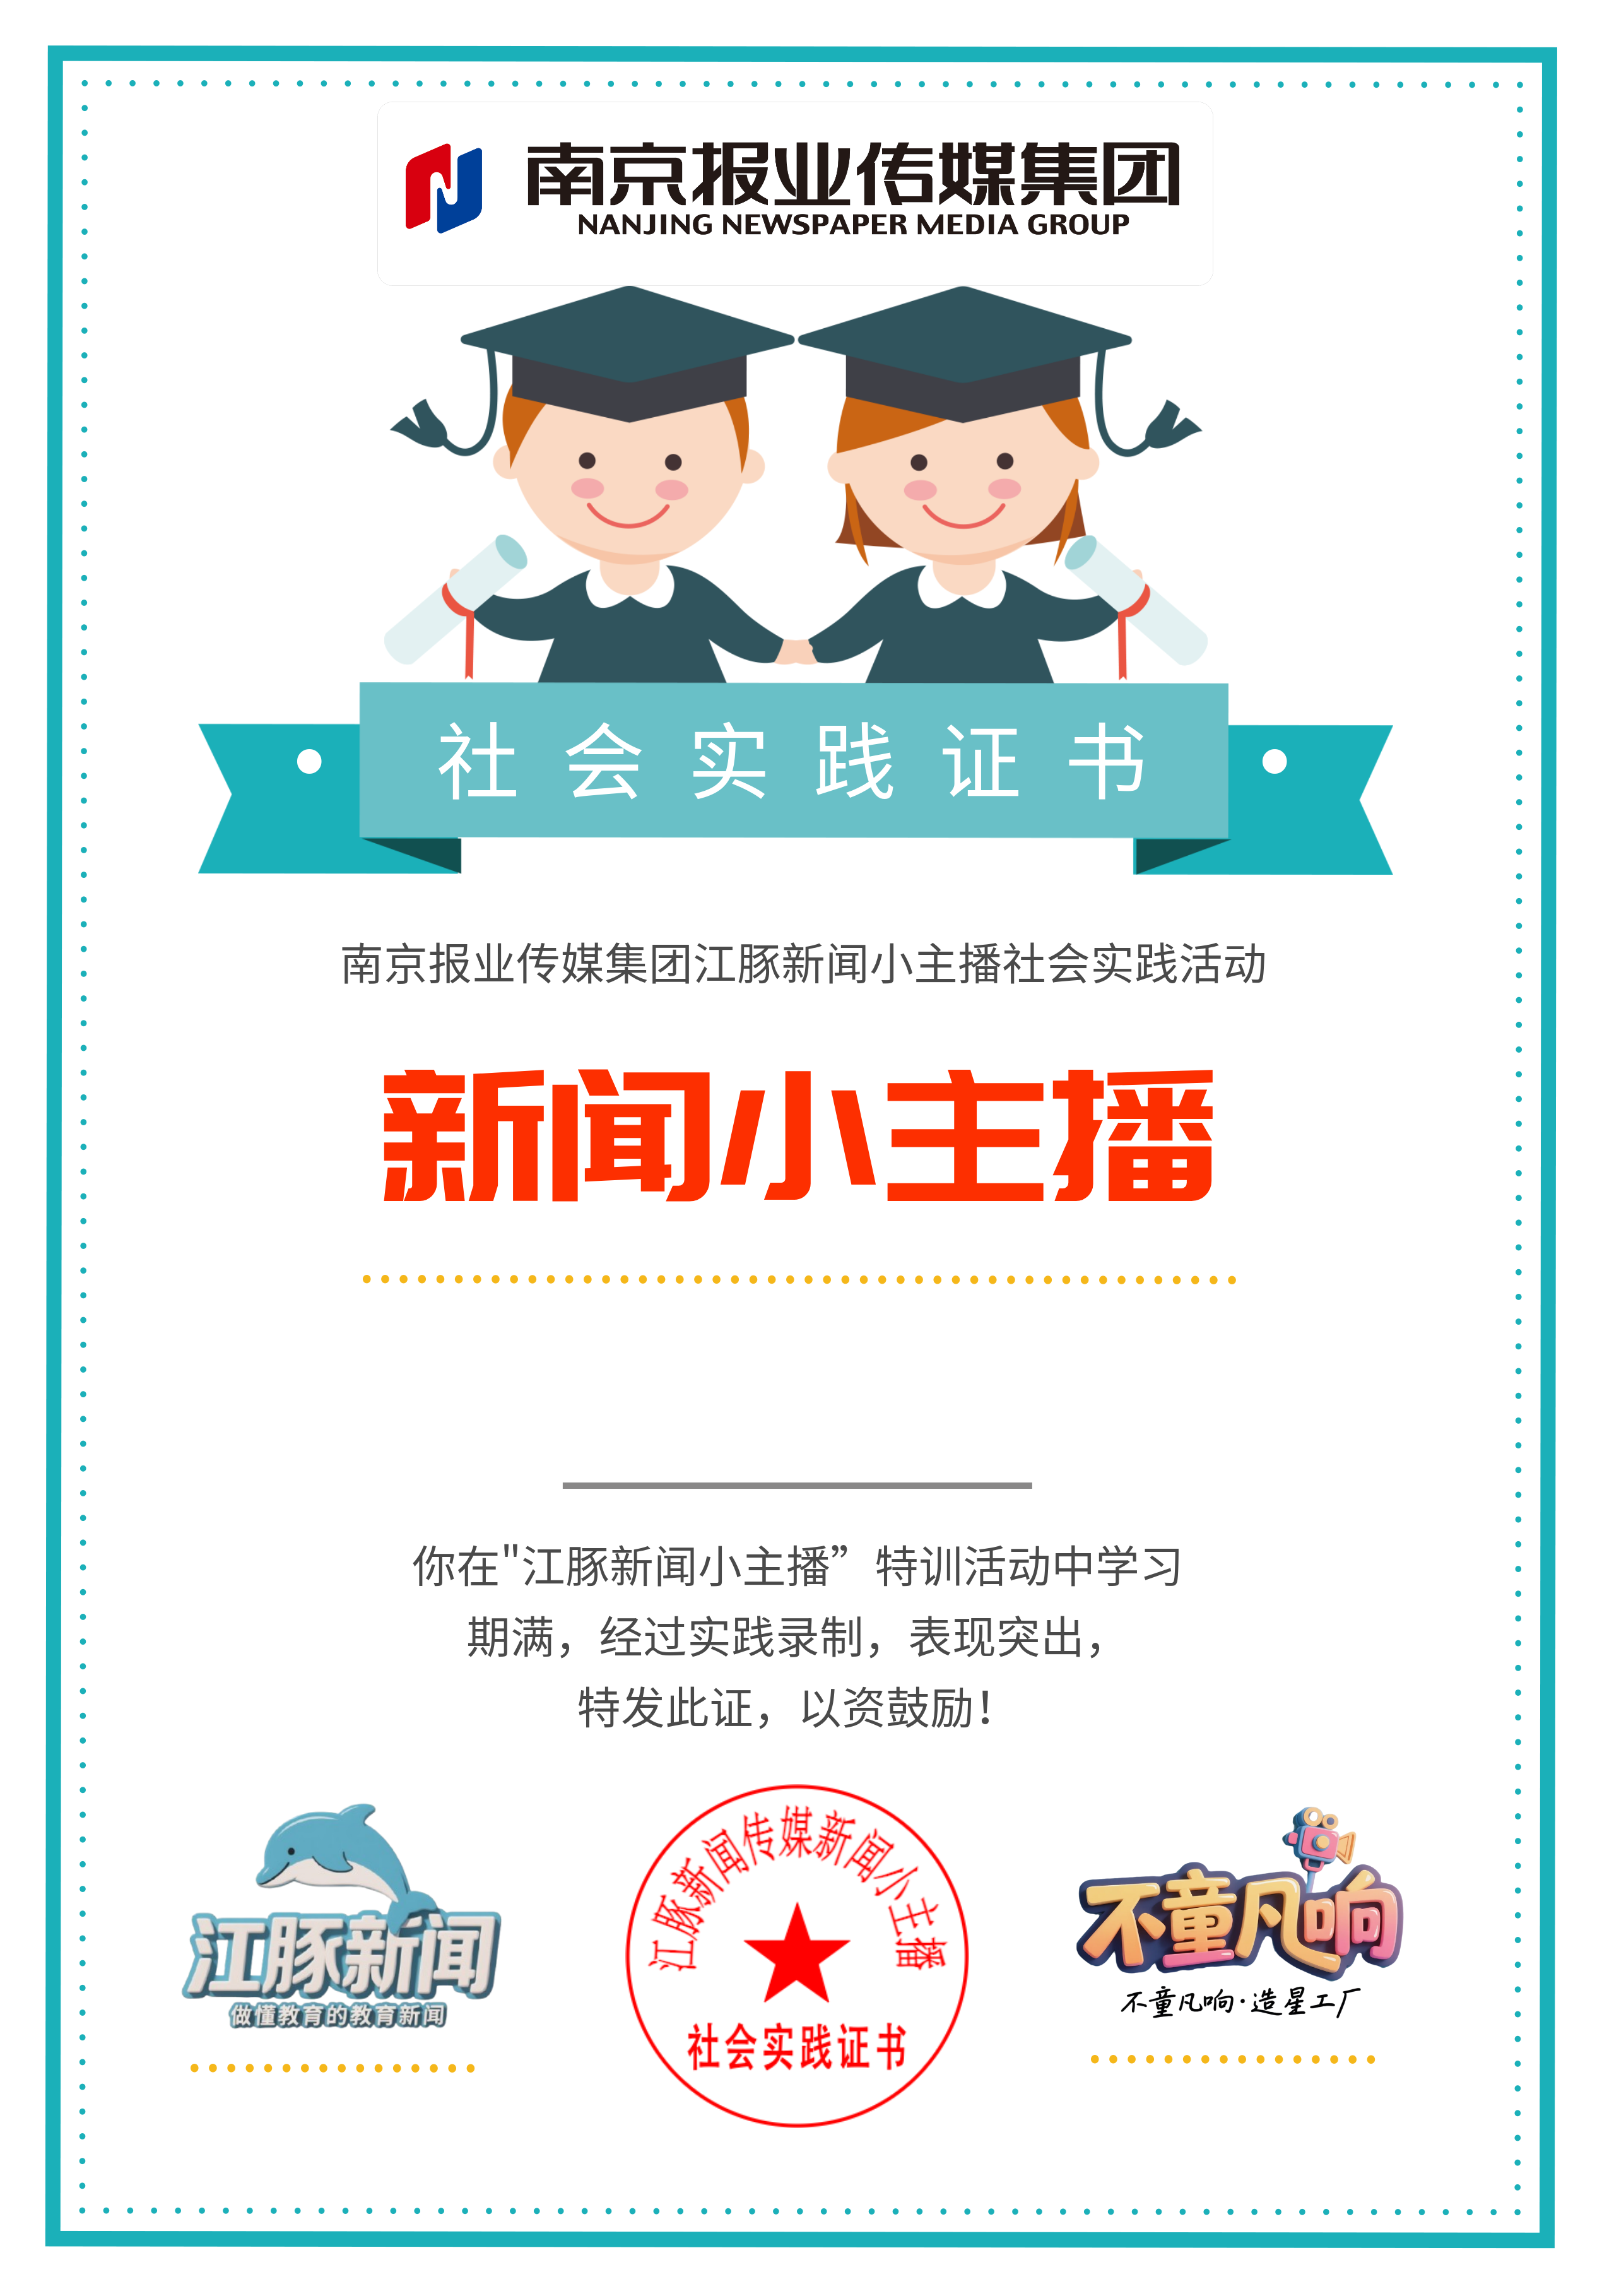 南京报业传媒集团
NANJING NEWSPAPER MEDIA GROUP
社会实践证书
南京报业传媒集团江豚新闻小主播社会实践活动
新闻小主播
你在"江豚新闻小主播”特训活动中学习
期满，经过实践录制，表现突出，
特发此证，以资鼓励！
江豚新闻
做懂教育的教育新闻
江豚新闻传媒新闻小主播
社会实践证书
不童凡响
不童凡响·造星工厂